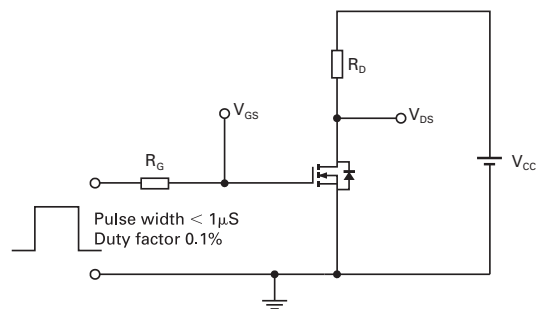 R_D
V_GS
V_DS
R_G
V_CC
Pulse width < 1μS
Duty factor 0.1%